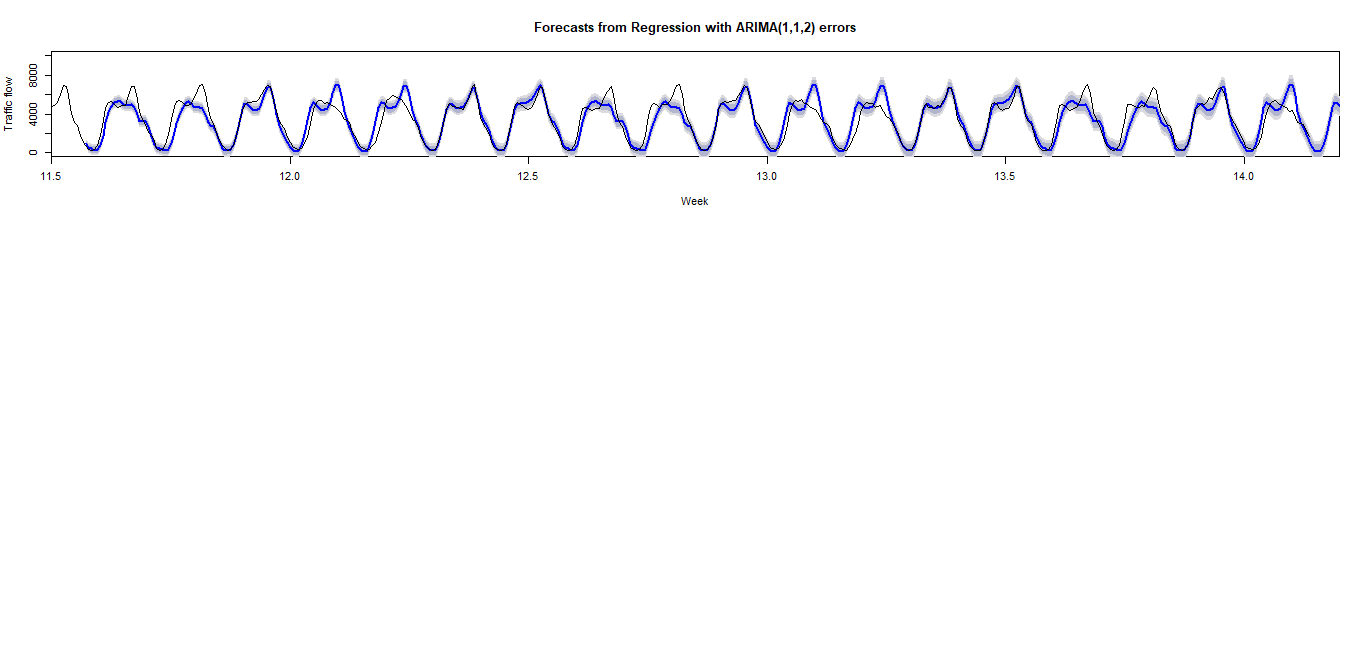 Forecasts from Regression with ARIMA(1,1,2) errors
Traffic flow
8000
4000
0
11.5 12.0 12.5 13.0 13.5 14.0
Week